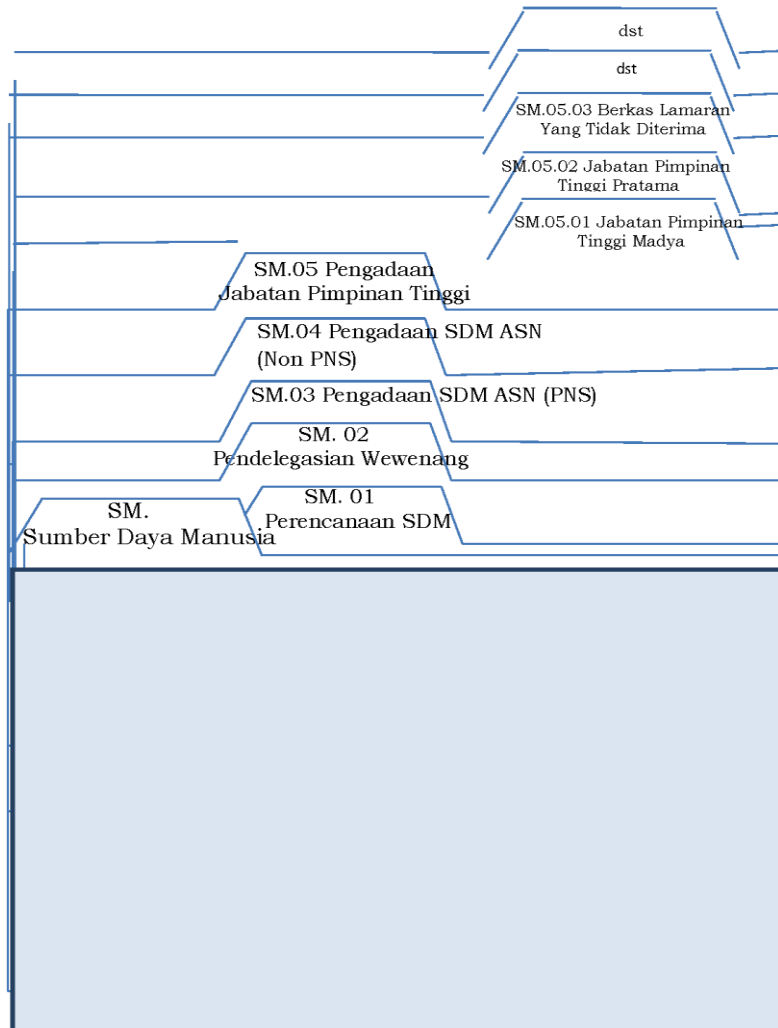 dst
dst
SM.05.03 Berkas Lamaran
Yang Tidak Diterima
SM.05.02 Jabatan Pimpinan
Tinggi Pratama
SM.05.01 Jabatan Pimpinan
Tinggi Madya
SM.05 Pengadaan
Jabatan Pimpinan Tinggi
SM.04 Pengadaan SDM ASN
(Non PNS)
SM.03 Pengadaan SDM ASN (PNS)
SM. 02
Pendelegasian Wewenang
SM. 01
Perencanaan SDM
SM.
Sumber Daya Manusia